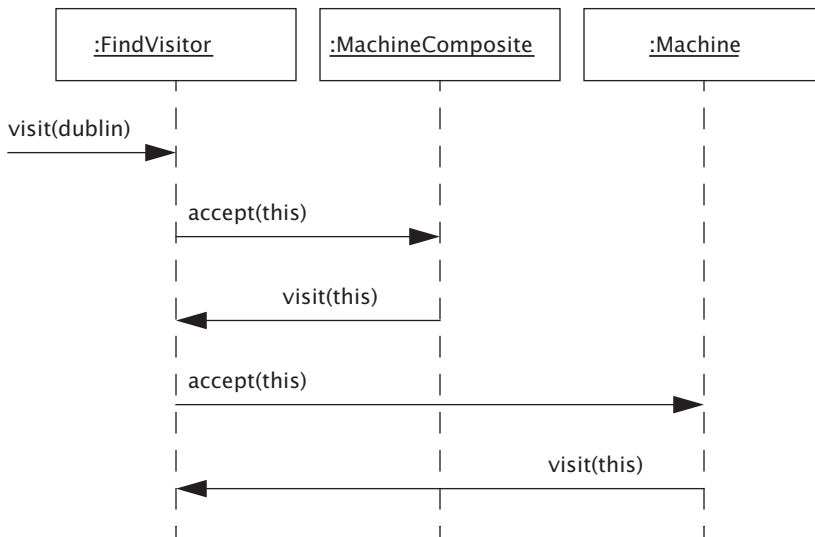 :FindVisitor
:MachineComposite
:Machine
visit(dublin)
accept(this)
visit(this)
accept(this)
visit(this)